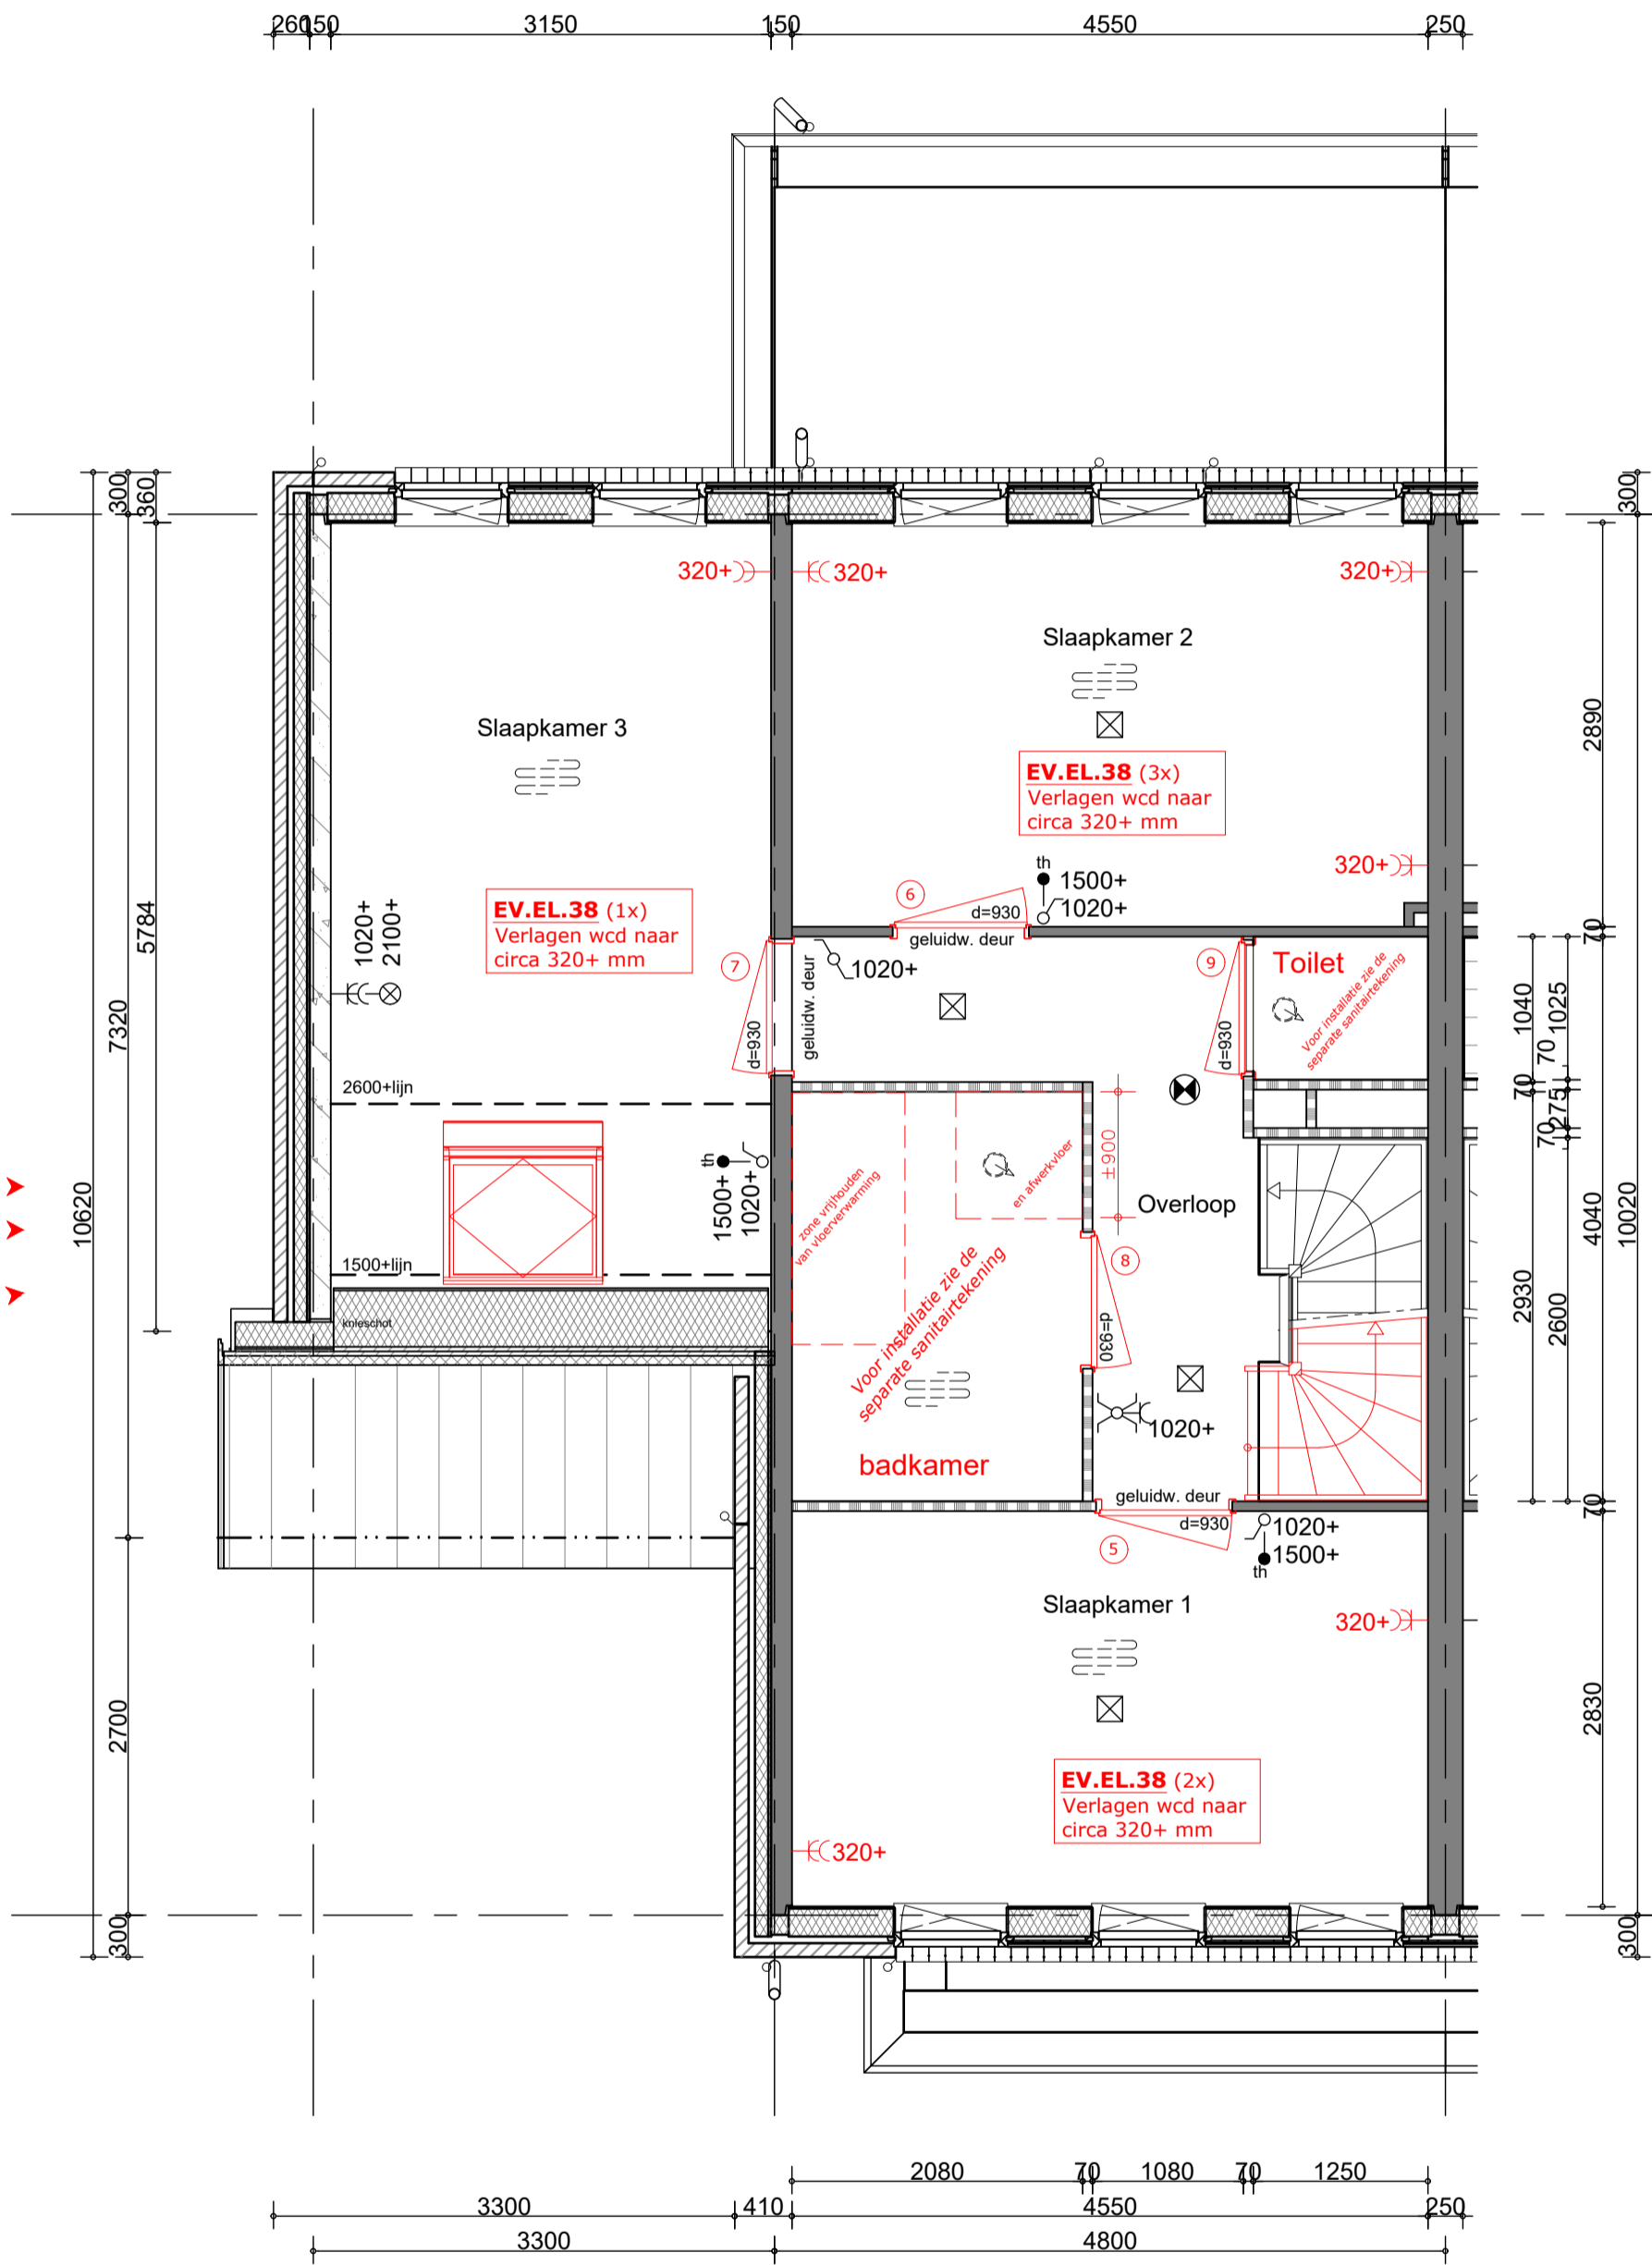 260
150
3150
150
4550
250
300
360
300
320+
320+
320+
Slaapkamer 2
Slaapkamer 3
2890
EV.EL.38 (3x)
Verlagen wcd naar
circa 320+ mm
th
1500+
1020+
320+
EV.EL.38 (1x)
Verlagen wcd naar
circa 320+ mm
6
d=930
geluidw. deur
70
5784
1020+
2100+
7
d=930
geluidw. deur
1020+
9
d=930
Toilet
Voor installatie zie de
separate sanitairtekening
7320
1040
1025
70
70
275
70
2600+lijn
±900
zone vrijhouden
van vloerverwarming
en afwerkvloer
th
1500+
1020+
Overloop
10620
4040
10020
1500+lijn
8
d=930
Voor installatie zie de
separate sanitairtekening
2930
2600
knieschot
1020+
badkamer
geluidw. deur
d=930
70
5
1020+
1500+
th
Slaapkamer 1
320+
2700
2830
EV.EL.38 (2x)
Verlagen wcd naar
circa 320+ mm
320+
300
300
2080
70
1080
70
1250
3300
410
4550
250
3300
4800